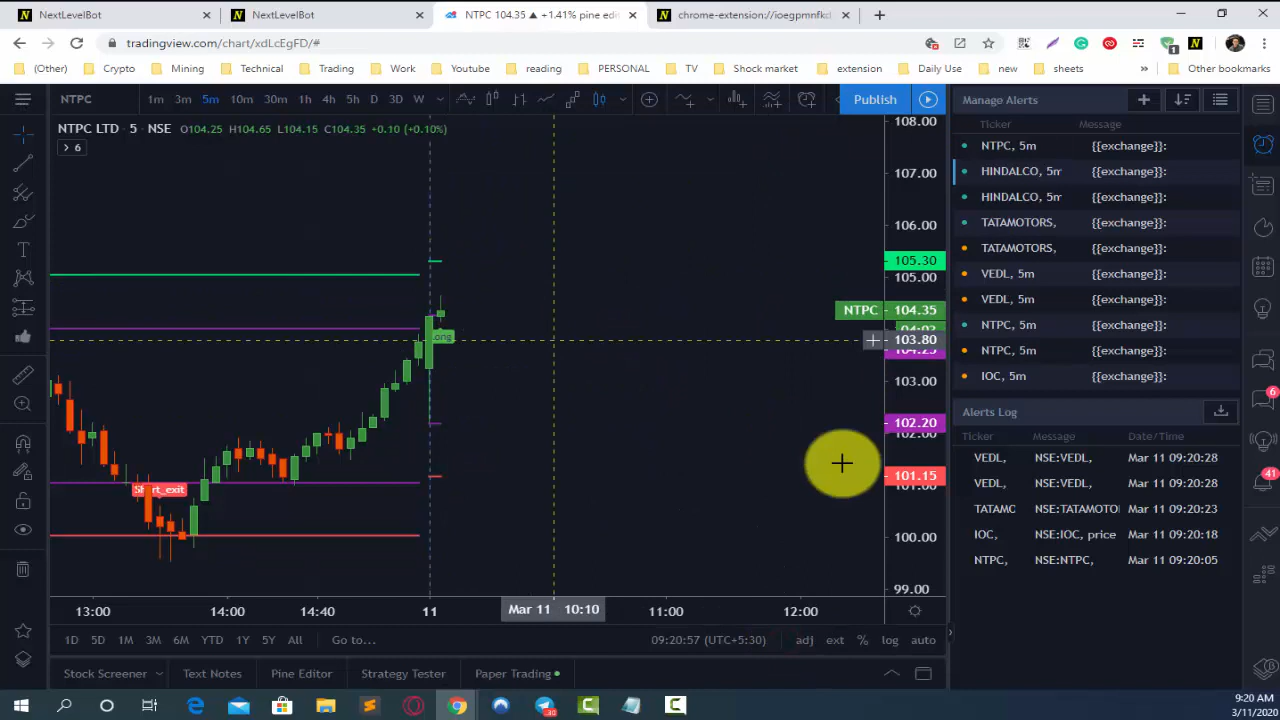 NextLevelBot
NextLevelBot
NTPC 104.35 ▲ +1.41% pine edi
chrome-extension://ioegpmnfko
tradingview.com/chart/xdLcEgFD/#
(Other)
Crypto
Mining
Technical
Trading
Work
Youtube
reading
PERSONAL
TV
Shock market
extension
Daily Use
new
sheets
»
Other bookmarks
NTPC
1m
3m
5m
10m
30m
1h
4h
5h
D
3D
W
Publish
Manage Alerts
NTPC LTD · 5 · NSE O104.25 H104.65 L104.15 C104.35 +0.10 (+0.10%)
> 6
Ticker Message
NTPC, 5m {{exchange}}:
HINDALCO, 5m {{exchange}}:
HINDALCO, 5m {{exchange}}:
TATAMOTORS, {{exchange}}:
TATAMOTORS, {{exchange}}:
VEDL, 5m {{exchange}}:
VEDL, 5m {{exchange}}:
NTPC, 5m {{exchange}}:
NTPC, 5m {{exchange}}:
IOC, 5m {{exchange}}:
108.00
107.00
106.00
105.30
105.00
NTPC 104.35
103.80
103.00
102.20
102.00
101.15
100.00
99.00
Short_exit
Alerts Log
Ticker Message Date/Time
VEDL, NSE:VEDL, Mar 11 09:20:28
VEDL, NSE:VEDL, Mar 11 09:20:28
TATAMC NSE:TATAMOTOI Mar 11 09:20:23
IOC, NSE:IOC, price Mar 11 09:20:18
NTPC, NSE:NTPC, Mar 11 09:20:05
6
41
13:00
14:00
14:40
11
Mar 11 10:10
11:00
12:00
1D
5D
1M
3M
6M
YTD
1Y
5Y
All
Go to...
09:20:57 (UTC+5:30)
adj
ext
%
log
auto
Stock Screener
Text Notes
Pine Editor
Strategy Tester
Paper Trading
30
9:20 AM
3/11/2020